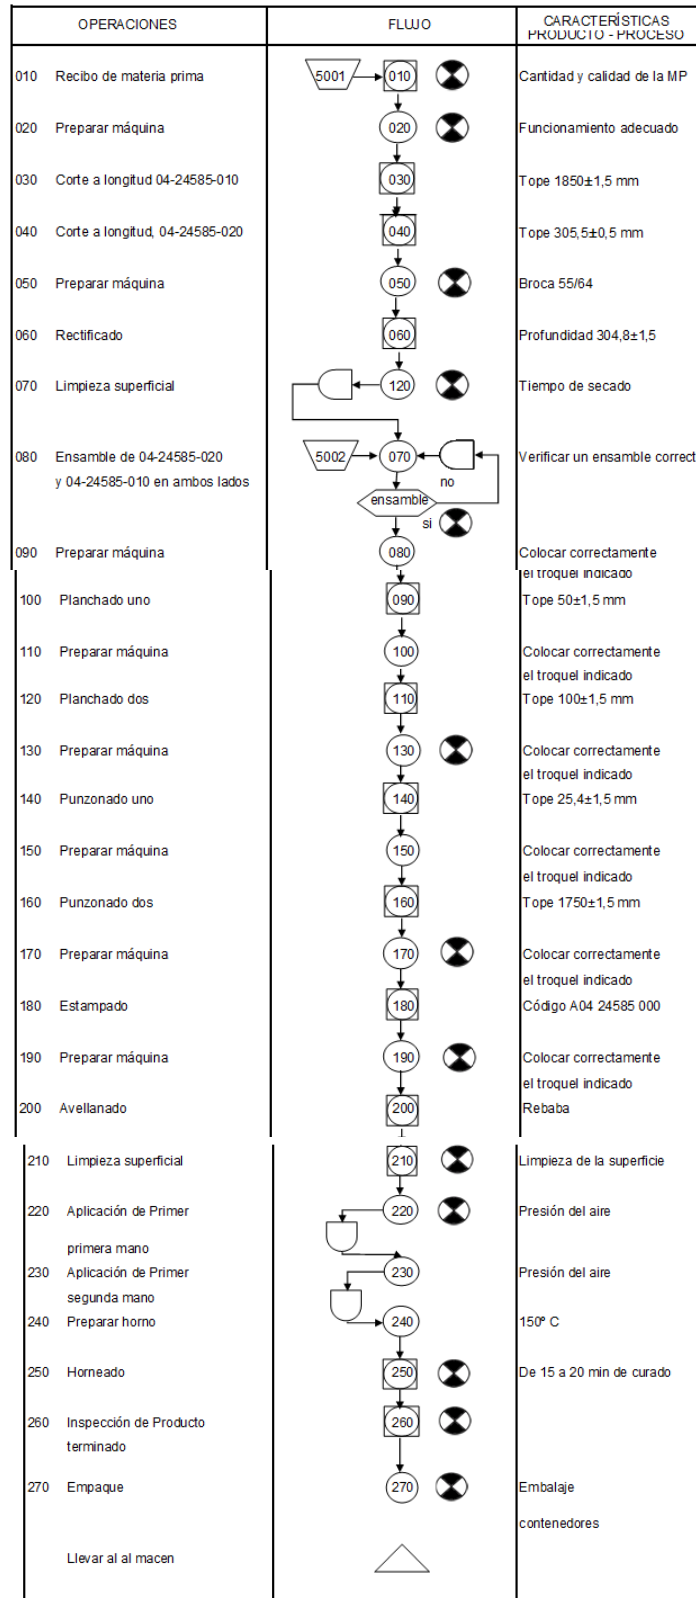 OPERACIONES FLUJO CARACTERÍSTICAS
PRODUCTO - PROCESO
010 Recibo de materia prima 5001 010 Cantidad y calidad de la MP
020 Preparar máquina 020 Funcionamiento adecuado
030 Corte a longitud 04-24585-010 030 Tope 1850±1,5 mm
040 Corte a longitud, 04-24585-020 040 Tope 305,5±0,5 mm
050 Preparar máquina 050 Broca 55/64
060 Rectificado 060 Profundidad 304,8±1,5
070 Limpieza superficial 120 Tiempo de secado
080 Ensamble de 04-24585-020 5002 070 Verificar un ensamble correct
y 04-24585-010 en ambos lados no
ensamble
si
090 Preparar máquina 080 Colocar correctamente
el troquel indicado
100 Planchado uno 090 Tope 50±1,5 mm
110 Preparar máquina 100 Colocar correctamente
el troquel indicado
120 Planchado dos 110 Tope 100±1,5 mm
130 Preparar máquina 130 Colocar correctamente
el troquel indicado
140 Punzonado uno 140 Tope 25,4±1,5 mm
150 Preparar máquina 150 Colocar correctamente
el troquel indicado
160 Punzonado dos 160 Tope 1750±1,5 mm
170 Preparar máquina 170 Colocar correctamente
el troquel indicado
180 Estampado 180 Código A04 24585 000
190 Preparar máquina 190 Colocar correctamente
el troquel indicado
200 Avellanado 200 Rebaba
210 Limpieza superficial 210 Limpieza de la superficie
220 Aplicación de Primer 220 Presión del aire
primera mano
230 Aplicación de Primer 230 Presión del aire
segunda mano
240 Preparar horno 240 150º C
250 Horneado 250 De 15 a 20 min de curado
260 Inspección de Producto 260
terminado
270 Empaque 270 Embalaje
contenedores
Llevar al al macen